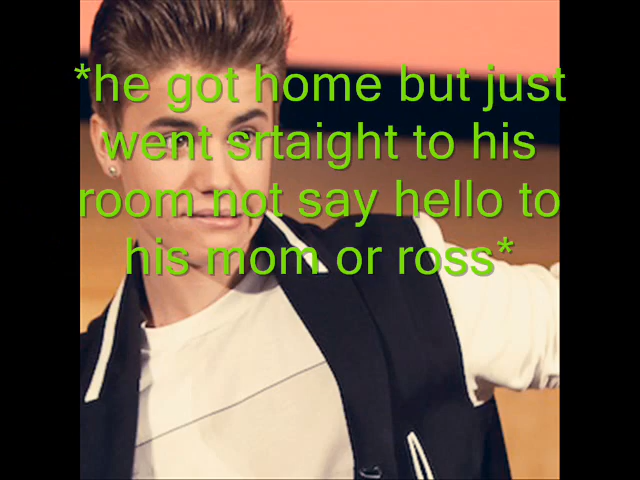 *he got home but just
went srtaight to his
room not say hello to
his mom or ross*